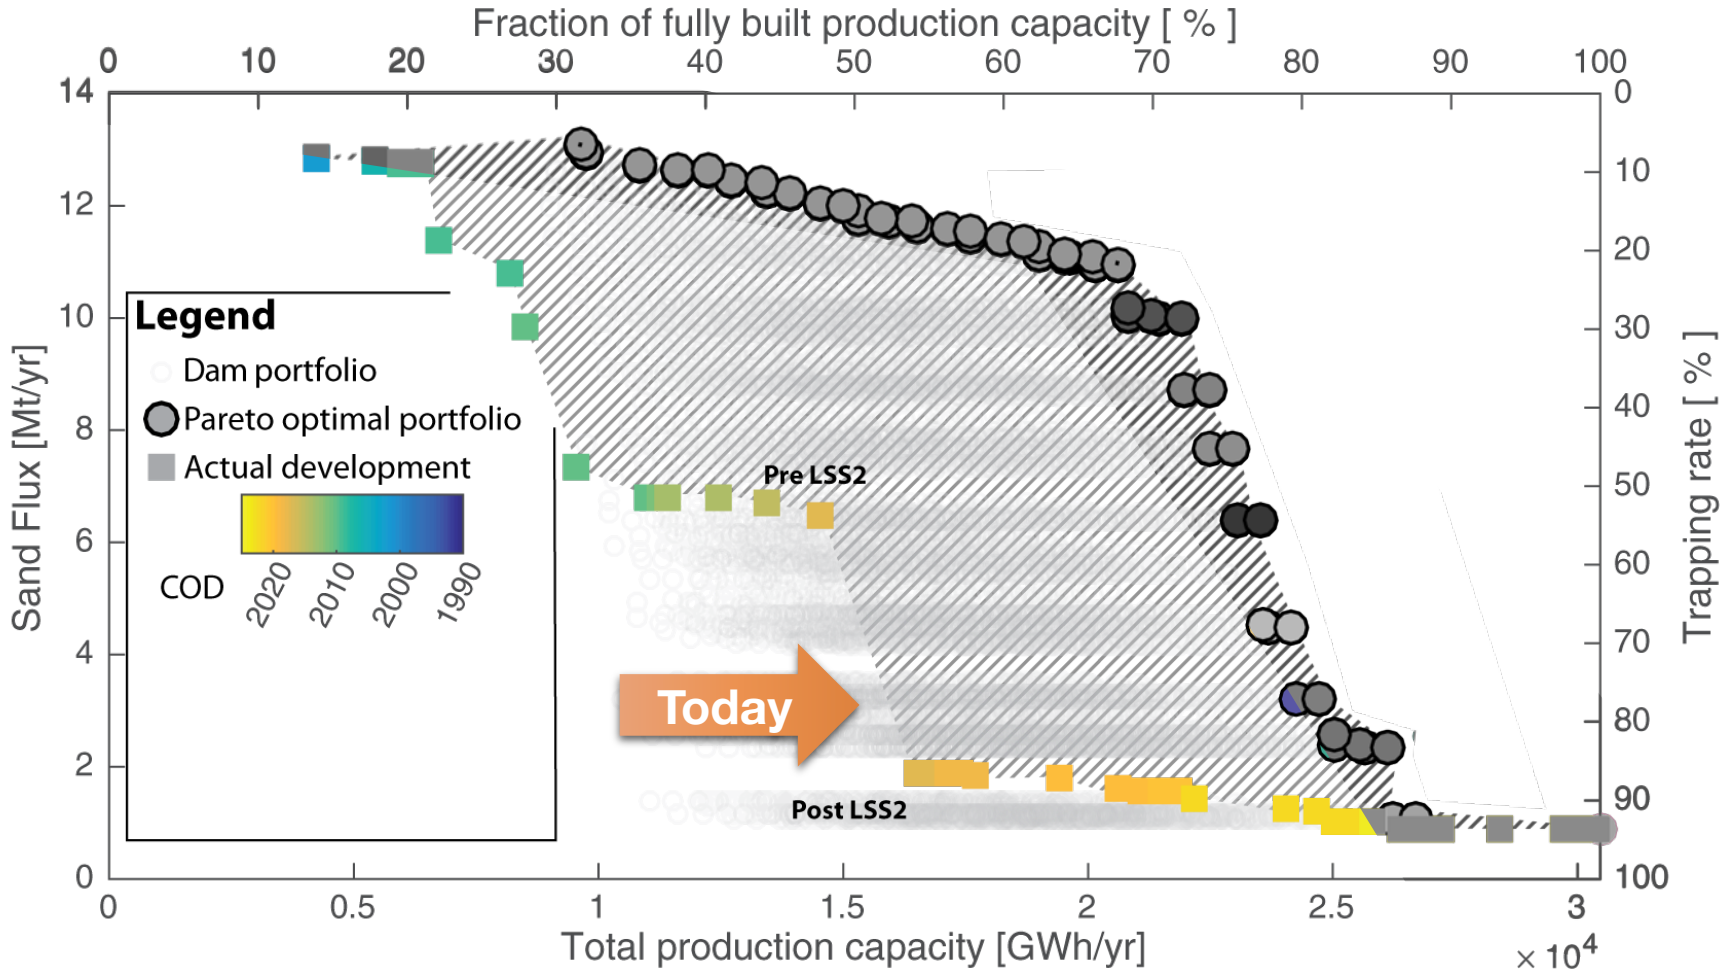 Fraction of fully built production capacity [ % ]
0 10 20 30 40 50 60 70 80 90 100
14 0
12 10
20
10 30
Legend
Dam portfolio
Pareto optimal portfolio
Actual development
COD
2020 2010 2000 1990
8 40
Pre LSS2
50
6 60
4 70
Today
80
2 90
Post LSS2
0 100
Sand Flux [Mt/yr]
Trapping rate [ % ]
0 0.5 1 1.5 2 2.5 3
Total production capacity [GWh/yr]
× 10⁴